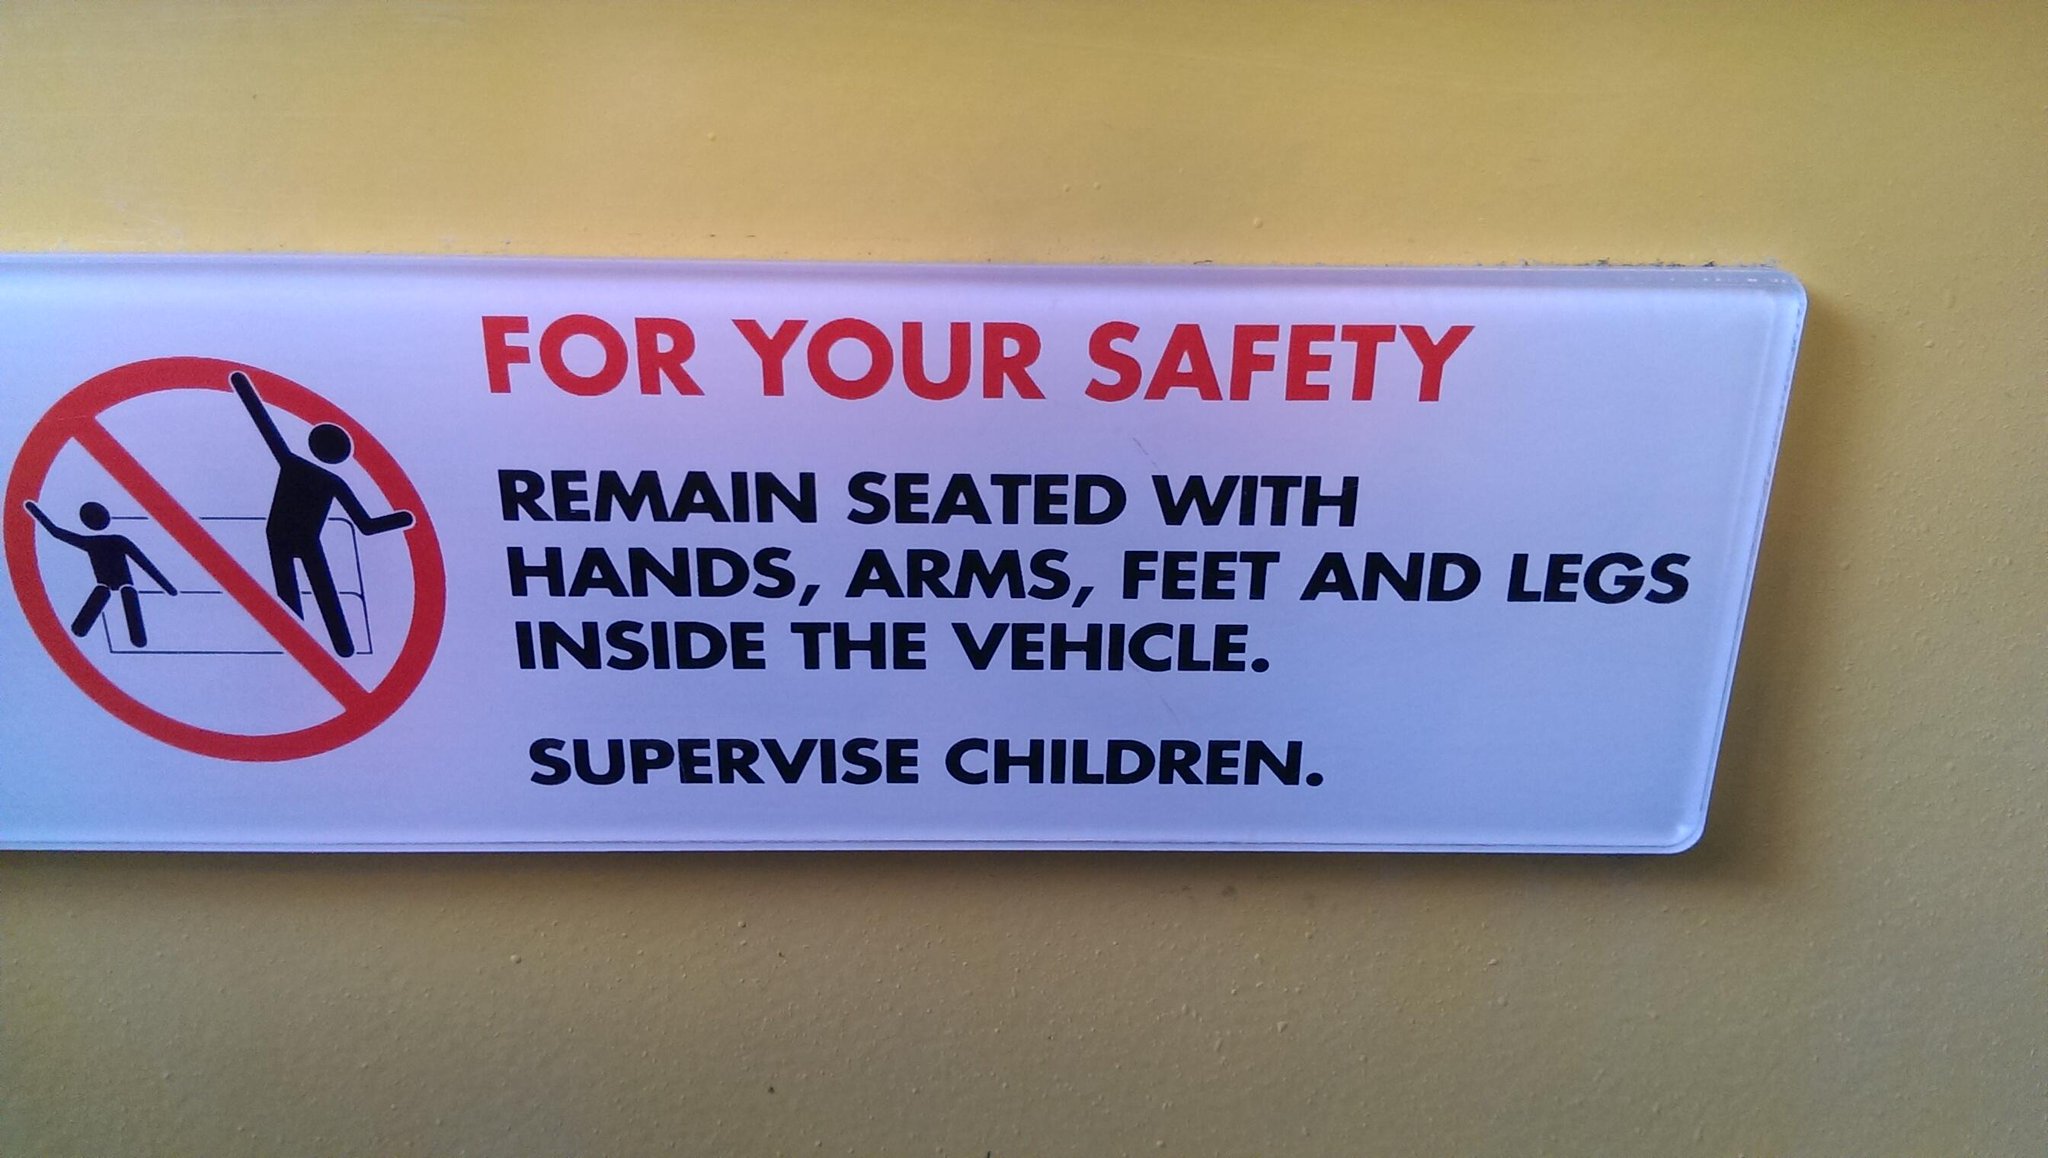 FOR YOUR SAFETY
REMAIN SEATED WITH
HANDS, ARMS, FEET AND LEGS
INSIDE THE VEHICLE.
SUPERVISE CHILDREN.